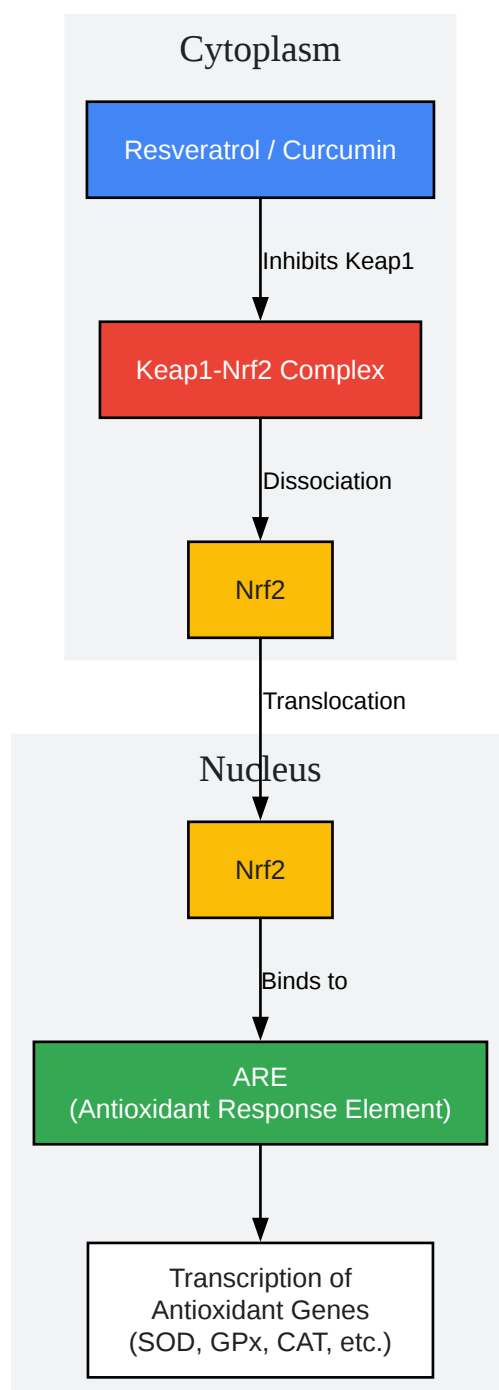 Cytoplasm
Resveratrol / Curcumin
Inhibits Keap1
Keap1-Nrf2 Complex
Dissociation
Nrf2
Translocation
Nucleus
Nrf2
Binds to
ARE
(Antioxidant Response Element)
Transcription of
Antioxidant Genes
(SOD, GPx, CAT, etc.)